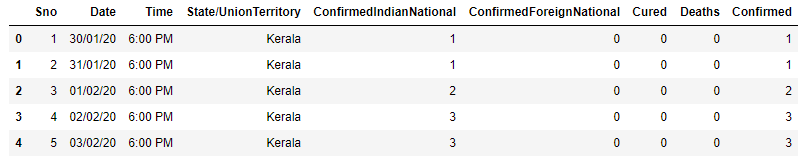 Sno Date Time State/UnionTerritory ConfirmedIndianNational ConfirmedForeignNational Cured Deaths Confirmed
0 1 30/01/20 6:00 PM Kerala 1 0 0 0 1
1 2 31/01/20 6:00 PM Kerala 1 0 0 0 1
2 3 01/02/20 6:00 PM Kerala 2 0 0 0 2
3 4 02/02/20 6:00 PM Kerala 3 0 0 0 3
4 5 03/02/20 6:00 PM Kerala 3 0 0 0 3